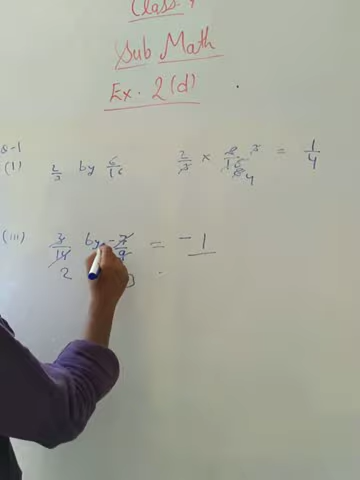 Class 7
Sub Math
Ex. 2(d)
Q-1
(i) 2/3 by 6/16 2/3 × 6/16 = 1/4
(iii) 3/14 by -7/9 = -1
2